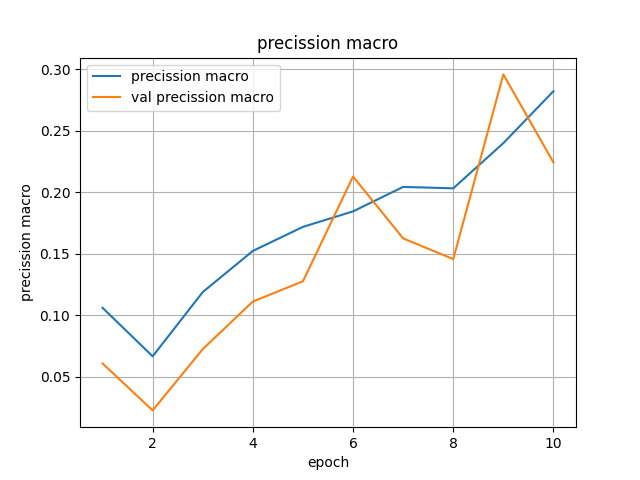 precission macro
precission macro
val precission macro
0.30
0.25
0.20
0.15
0.10
0.05
precission macro
2 4 6 8 10
epoch